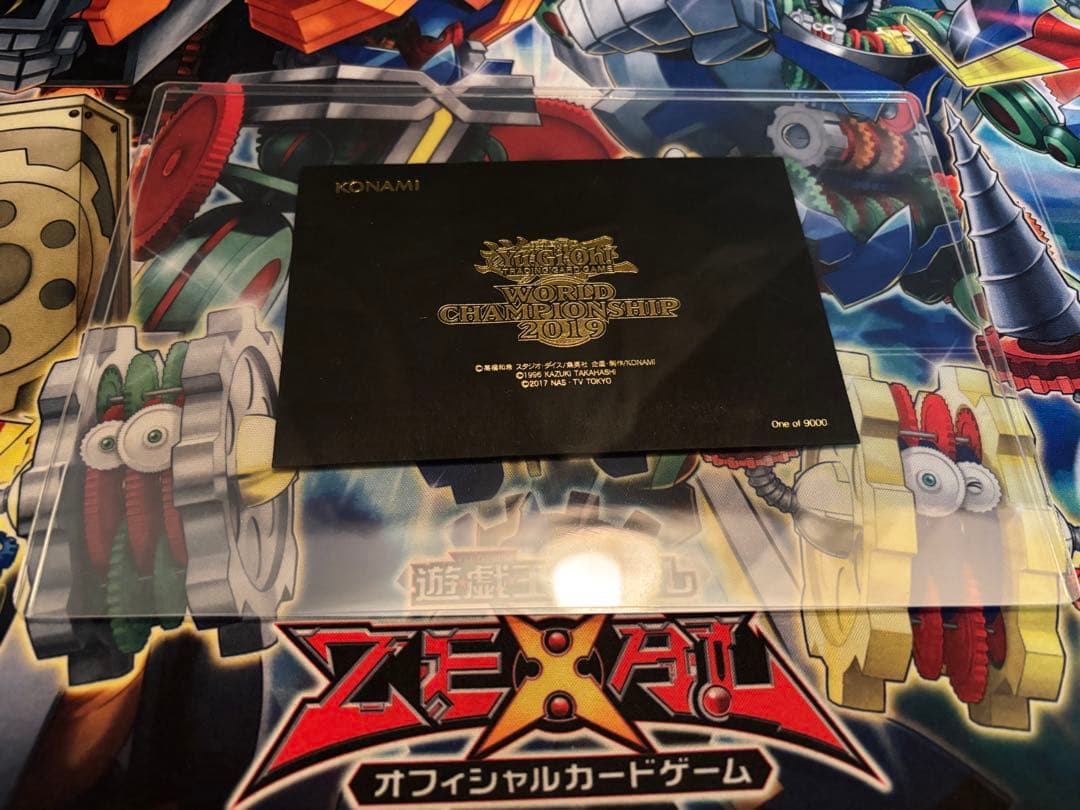 KONAMI
Yu-Gi-Oh!
TRADING CARD GAME
WORLD
CHAMPIONSHIP
2019
©高橋和希 スタジオ・ダイス/集英社 企画・制作/KONAMI
©1996 KAZUKI TAKAHASHI
©2017 NAS・TV TOKYO
One of 9000
遊戯王
ZEXAL
オフィシャルカードゲーム